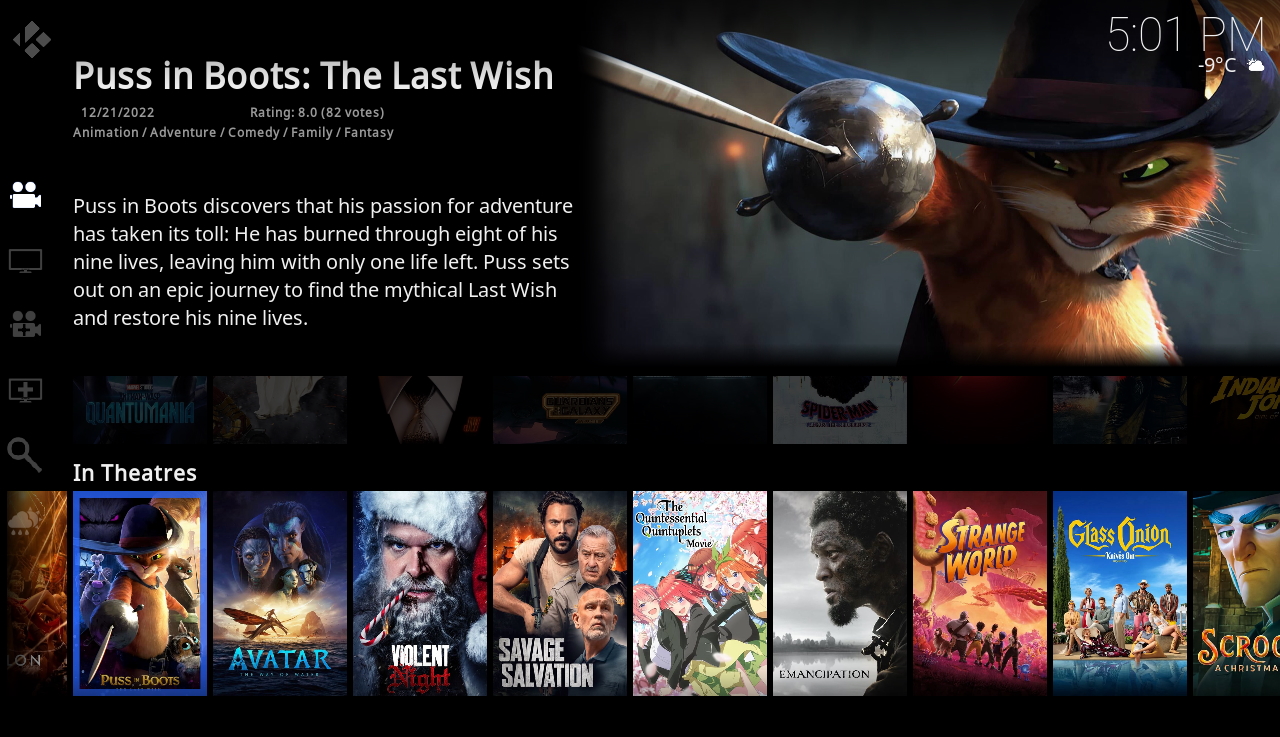 5:01 PM
-9°C
Puss in Boots: The Last Wish
12/21/2022 Rating: 8.0 (82 votes)
Animation / Adventure / Comedy / Family / Fantasy
Puss in Boots discovers that his passion for adventure
has taken its toll: He has burned through eight of his
nine lives, leaving him with only one life left. Puss sets
out on an epic journey to find the mythical Last Wish
and restore his nine lives.
QUANTUMANIA
GUARDIANS
GALAXY
SPIDER-MAN
INDIANA
In Theatres
PUSS IN BOOTS
AVATAR
THE WAY OF WATER
VIOLENT
Night
SAVAGE
SALVATION
The
Quintessential
Quintuplets
Movie
EMANCIPATION
STRANGE
WORLD
Glass Onion
Knives Out
SCROO
A CHRISTMA